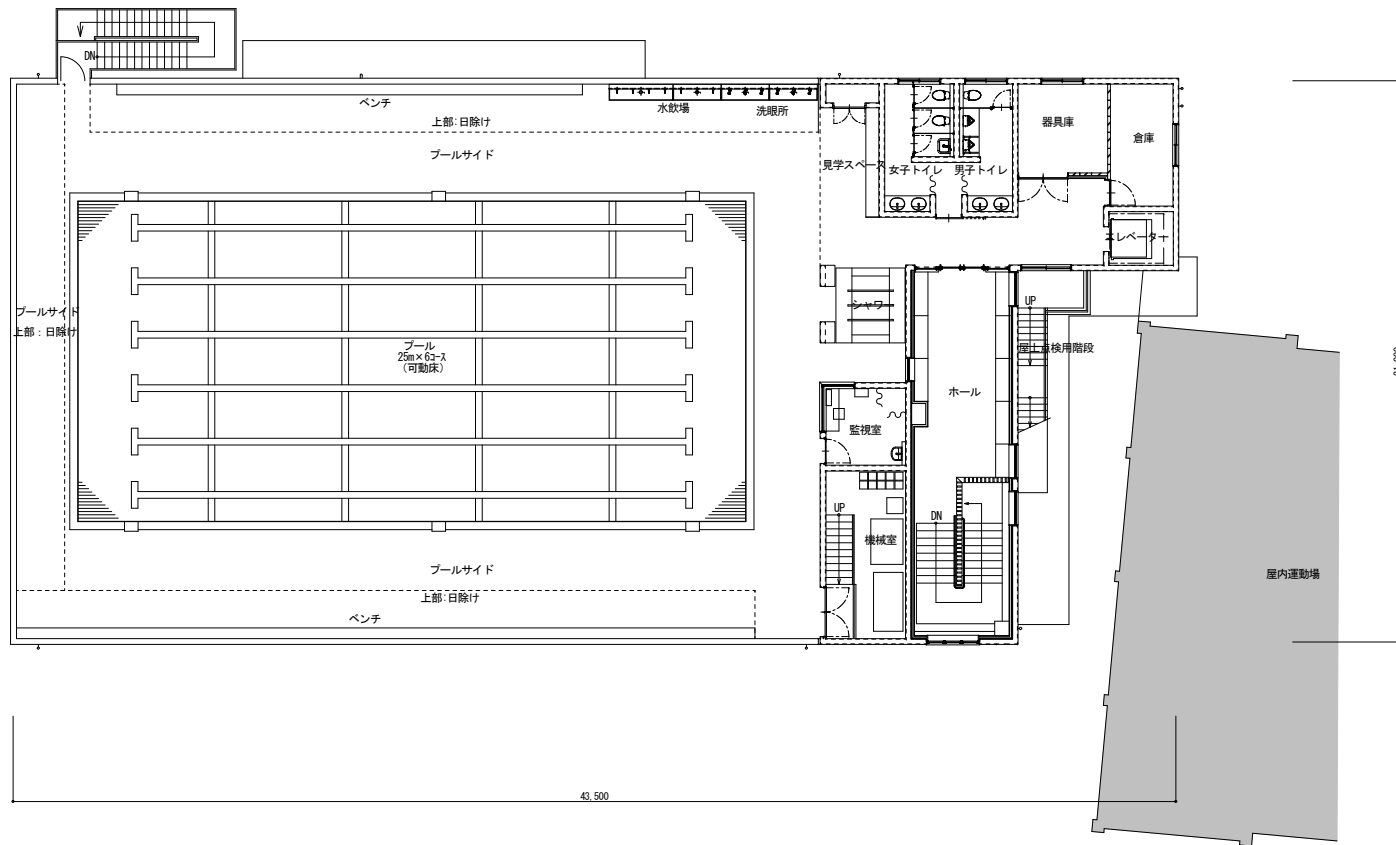 DN
ベンチ
水飲場
洗眼所
上部:日除け
プールサイド
見学スペース
女子トイレ
男子トイレ
器具庫
倉庫
エレベーター
シャワー
UP
屋上点検用階段
プールサイド
上部：日除け
プール
25m×6コース
(可動床)
ホール
監視室
UP
機械室
DN
プールサイド
上部:日除け
ベンチ
屋内運動場
43,500